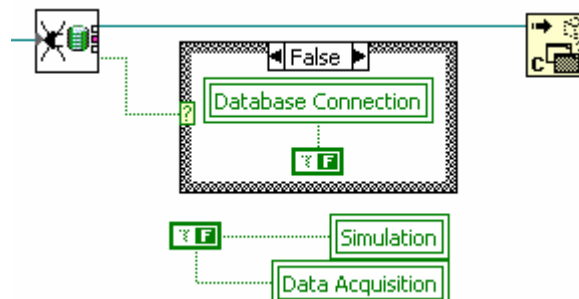 False
?
Database Connection
F
F
Simulation
Data Acquisition
C